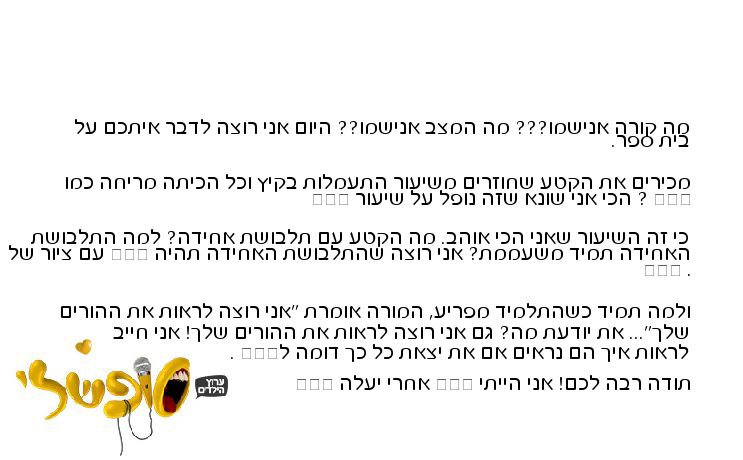 מה קורה אנישמו??? מה המצב אנישמו?? היום אני רוצה לדבר איתכם על
בית ספר.
מכירים את הקטע שחוזרים משיעור התעמלות בקיץ וכל הכיתה מריחה כמו
□□□ ? הכי אני שונא שזה נופל על שיעור □□□
כי זה השיעור שאני הכי אוהב. מה הקטע עם תלבושת אחידה? למה התלבושת
האחידה תמיד משעממת? אני רוצה שהתלבושת האחידה תהיה □□□ עם ציור של
□□□ .
ולמה תמיד כשהתלמיד מפריע, המורה אומרת "אני רוצה לראות את ההורים
שלך"... את יודעת מה? גם אני רוצה לראות את ההורים שלך! אני חייב
לראות איך הם נראים אם את יצאת כל כך דומה ל□□□ .
תודה רבה לכם! אני הייתי □□□ אחרי יעלה □□□
סופשלי
ערוץ
הילדים